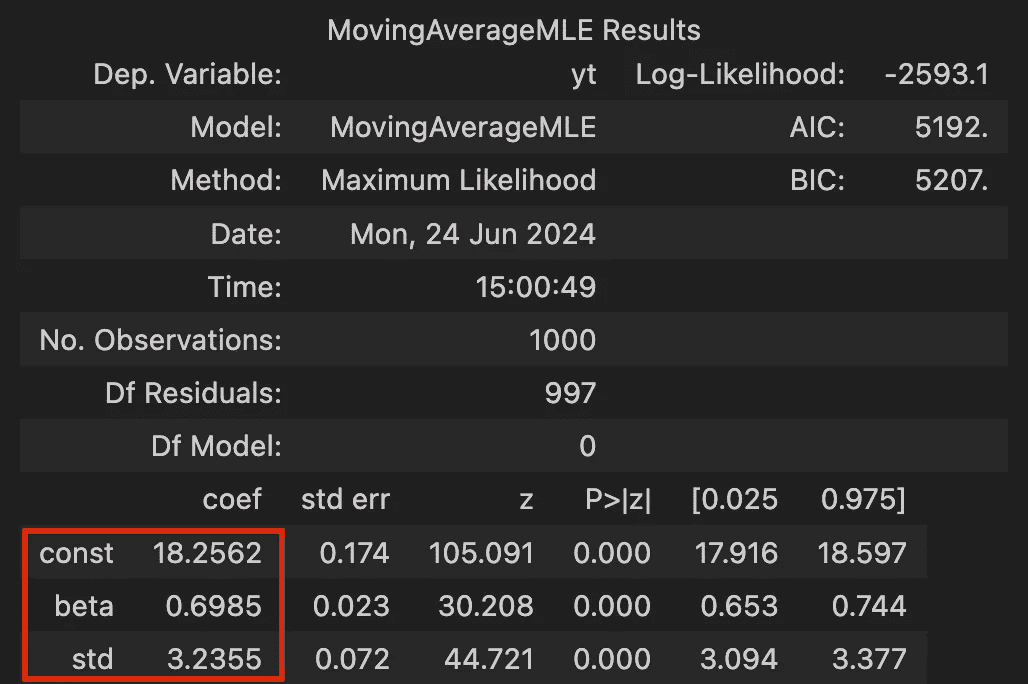 MovingAverageMLE Results
Dep. Variable: yt Log-Likelihood: -2593.1
Model: MovingAverageMLE AIC: 5192.
Method: Maximum Likelihood BIC: 5207.
Date: Mon, 24 Jun 2024
Time: 15:00:49
No. Observations: 1000
Df Residuals: 997
Df Model: 0
coef std err z P>|z| [0.025 0.975]
const 18.2562 0.174 105.091 0.000 17.916 18.597
beta 0.6985 0.023 30.208 0.000 0.653 0.744
std 3.2355 0.072 44.721 0.000 3.094 3.377